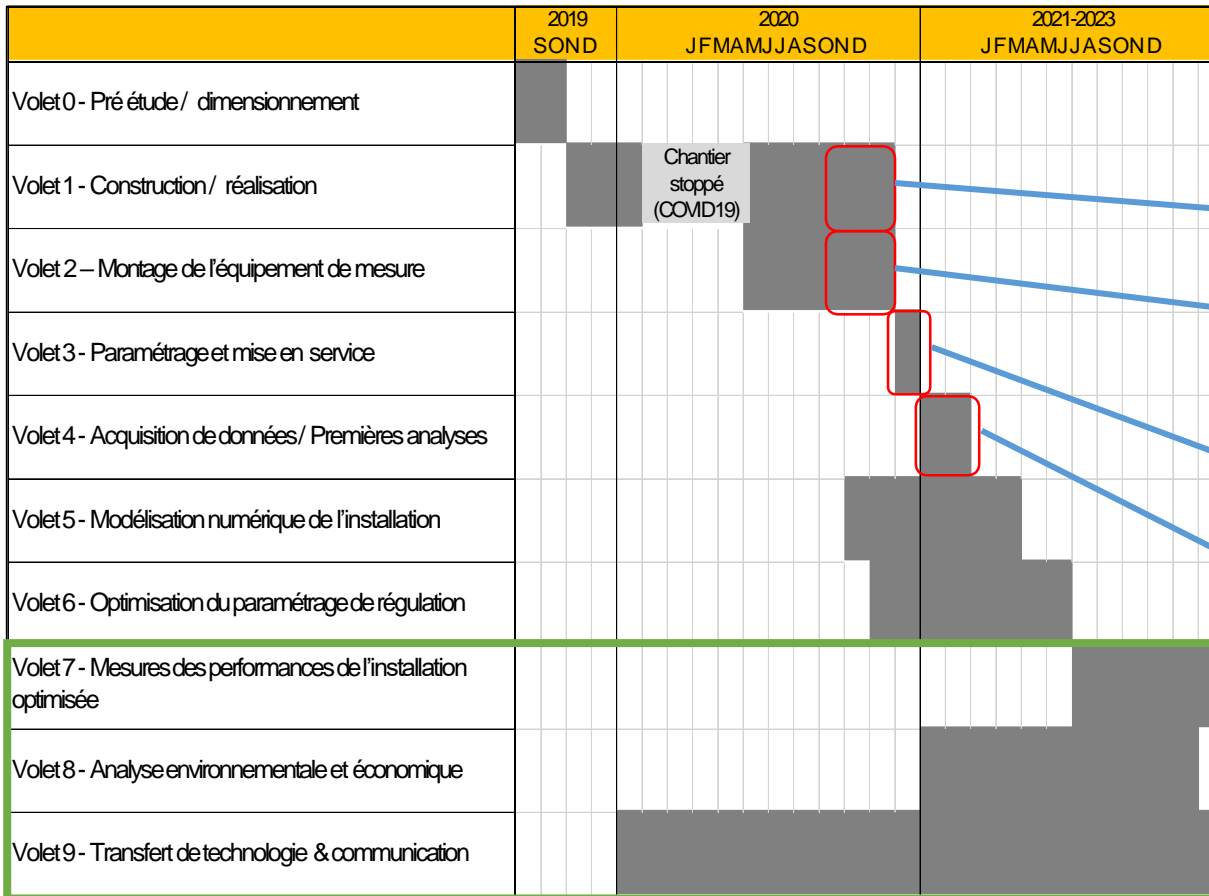 2019 2020 2021-2023
SOND JFMAMJJASOND JFMAMJJASOND
Volet 0 - Pré étude / dimensionnement
Volet 1 - Construction / réalisation
Chantier
stoppé
(COVID19)
Volet 2 – Montage de l'équipement de mesure
Volet 3 - Paramétrage et mise en service
Volet 4 - Acquisition de données / Premières analyses
Volet 5 - Modélisation numérique de l'installation
Volet 6 - Optimisation du paramétrage de régulation
Volet 7 - Mesures des performances de l'installation
optimisée
Volet 8 - Analyse environnementale et économique
Volet 9 - Transfert de technologie & communication